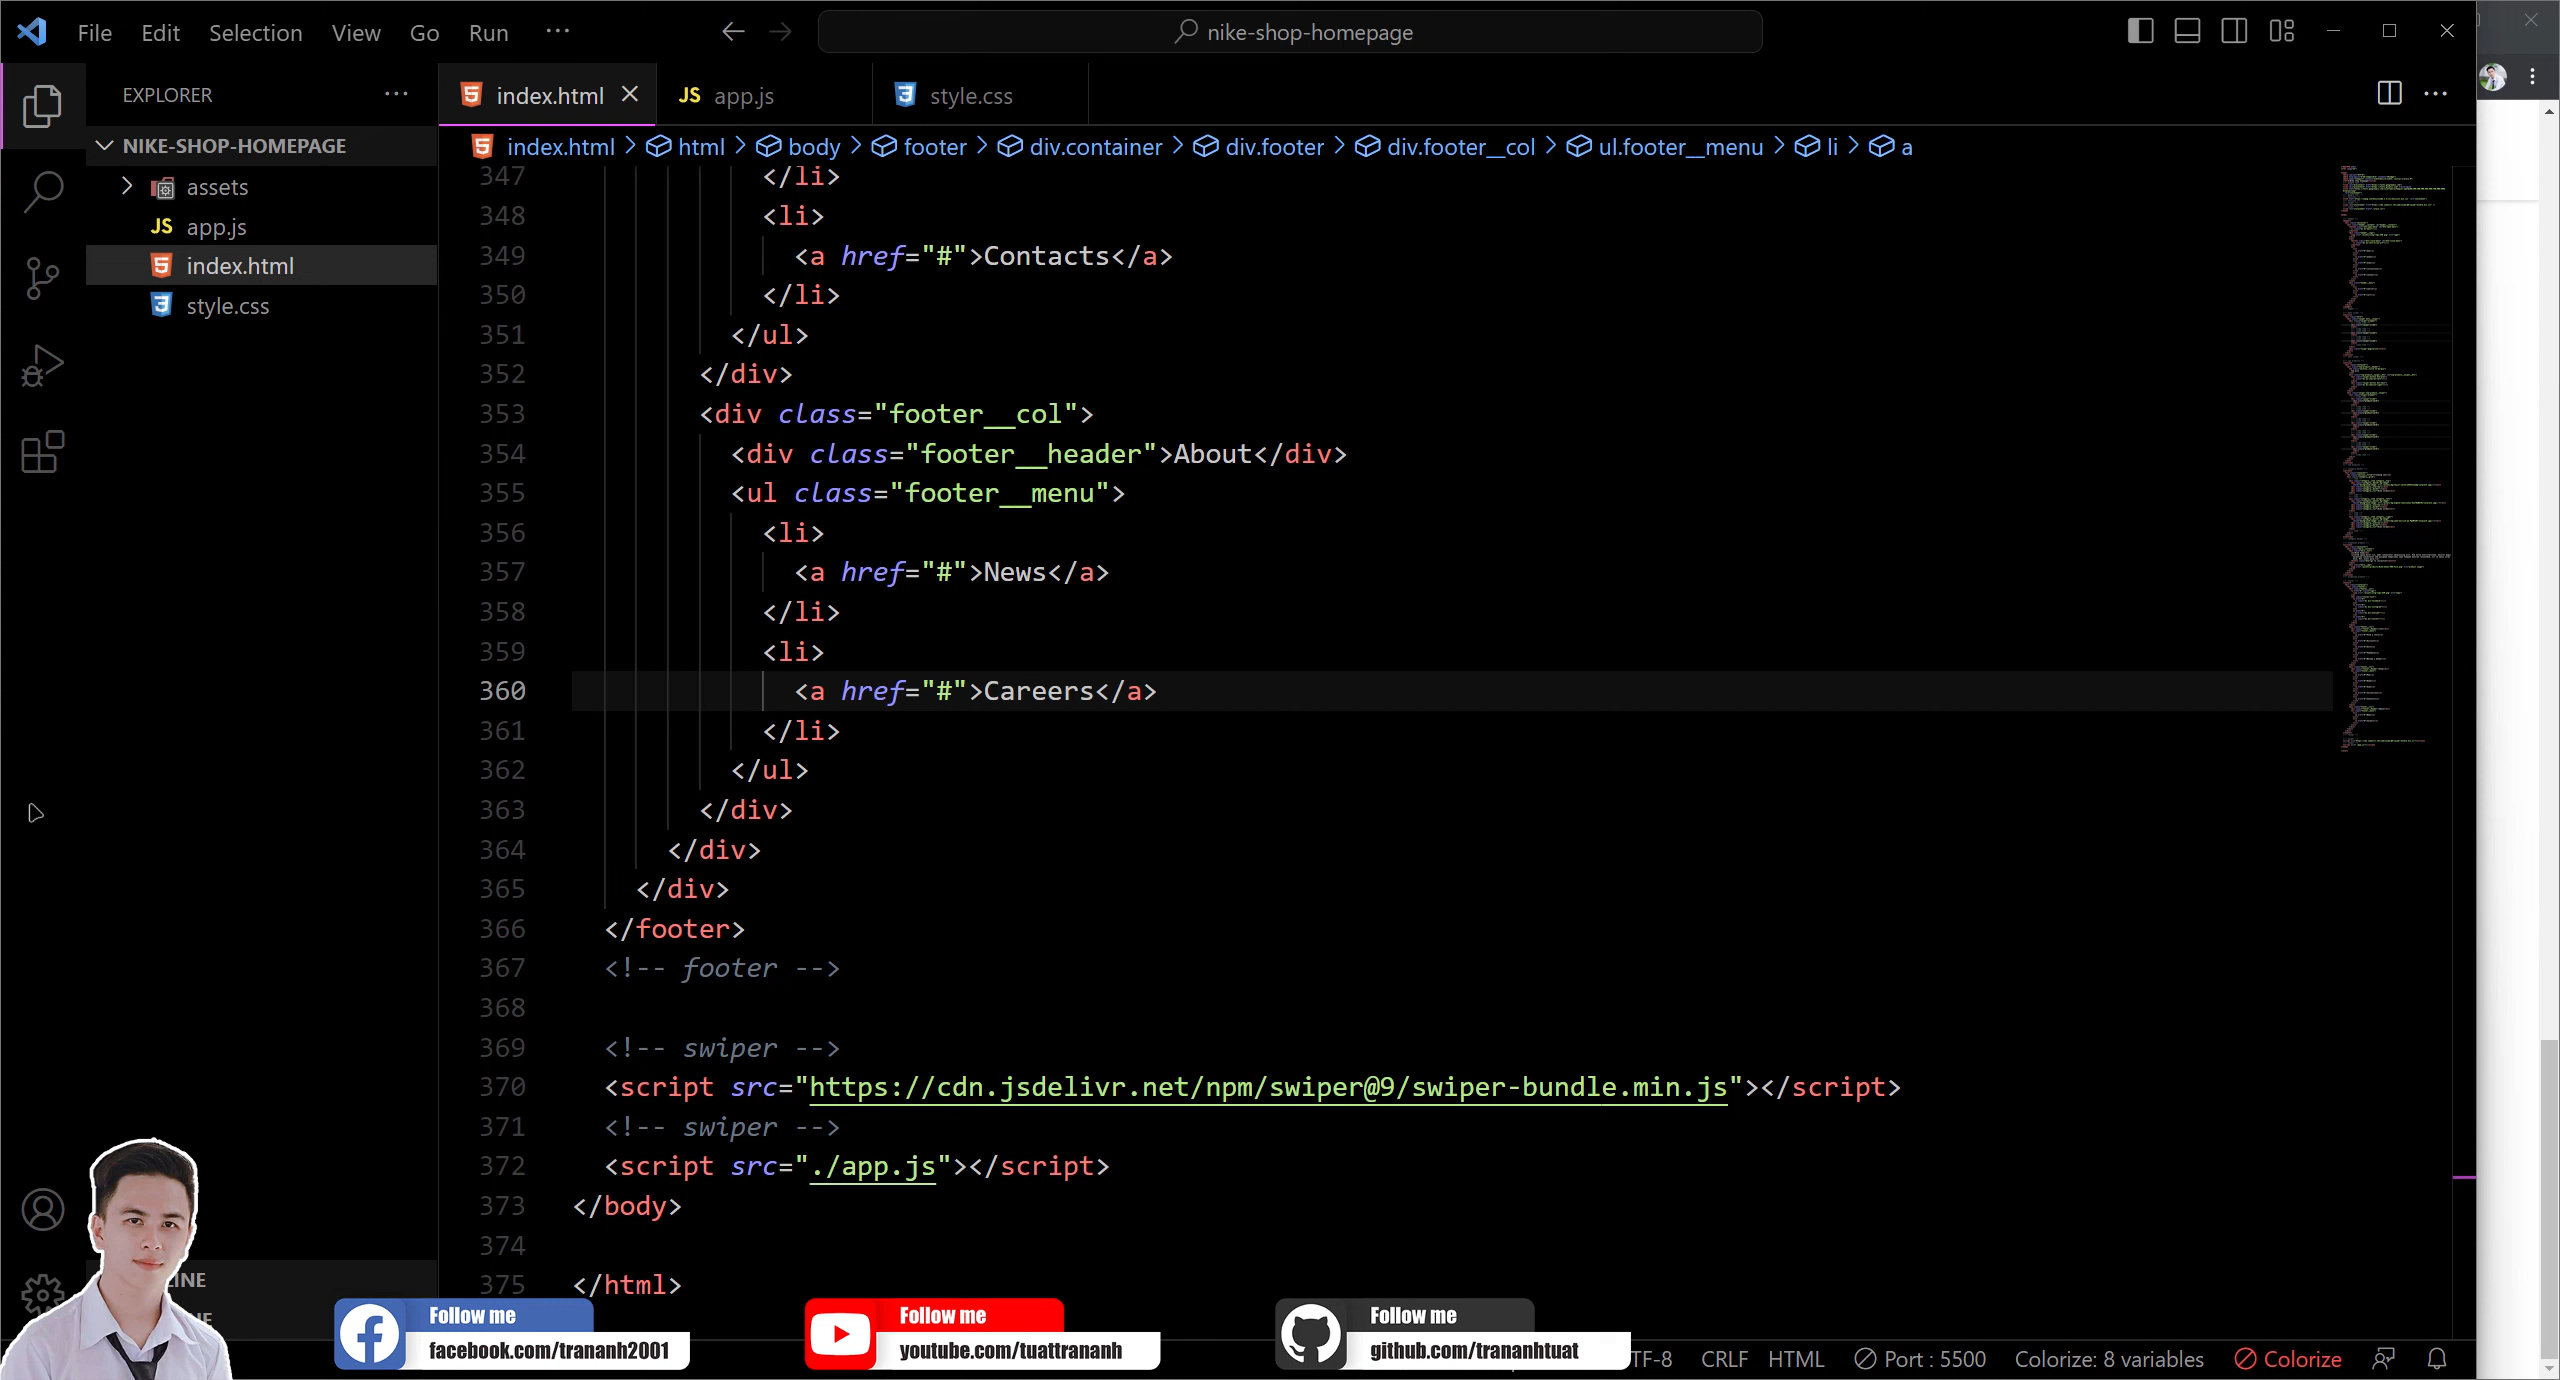 File Edit Selection View Go Run ···
nike-shop-homepage
EXPLORER ···
NIKE-SHOP-HOMEPAGE
assets
JS app.js
index.html
style.css
index.html
JS app.js
style.css
index.html > html > body > footer > div.container > div.footer > div.footer__col > ul.footer__menu > li > a
347 </li>
348 <li>
349 <a href="#">Contacts</a>
350 </li>
351 </ul>
352 </div>
353 <div class="footer__col">
354 <div class="footer__header">About</div>
355 <ul class="footer__menu">
356 <li>
357 <a href="#">News</a>
358 </li>
359 <li>
360 <a href="#">Careers</a>
361 </li>
362 </ul>
363 </div>
364 </div>
365 </div>
366 </footer>
367 <!-- footer -->
368
369 <!-- swiper -->
370 <script src="https://cdn.jsdelivr.net/npm/swiper@9/swiper-bundle.min.js"></script>
371 <!-- swiper -->
372 <script src="./app.js"></script>
373 </body>
374
375 </html>
Follow me
facebook.com/trananh2001
Follow me
youtube.com/tuattrananh
Follow me
github.com/trananhtuat
TF-8 CRLF HTML Port : 5500 Colorize: 8 variables Colorize